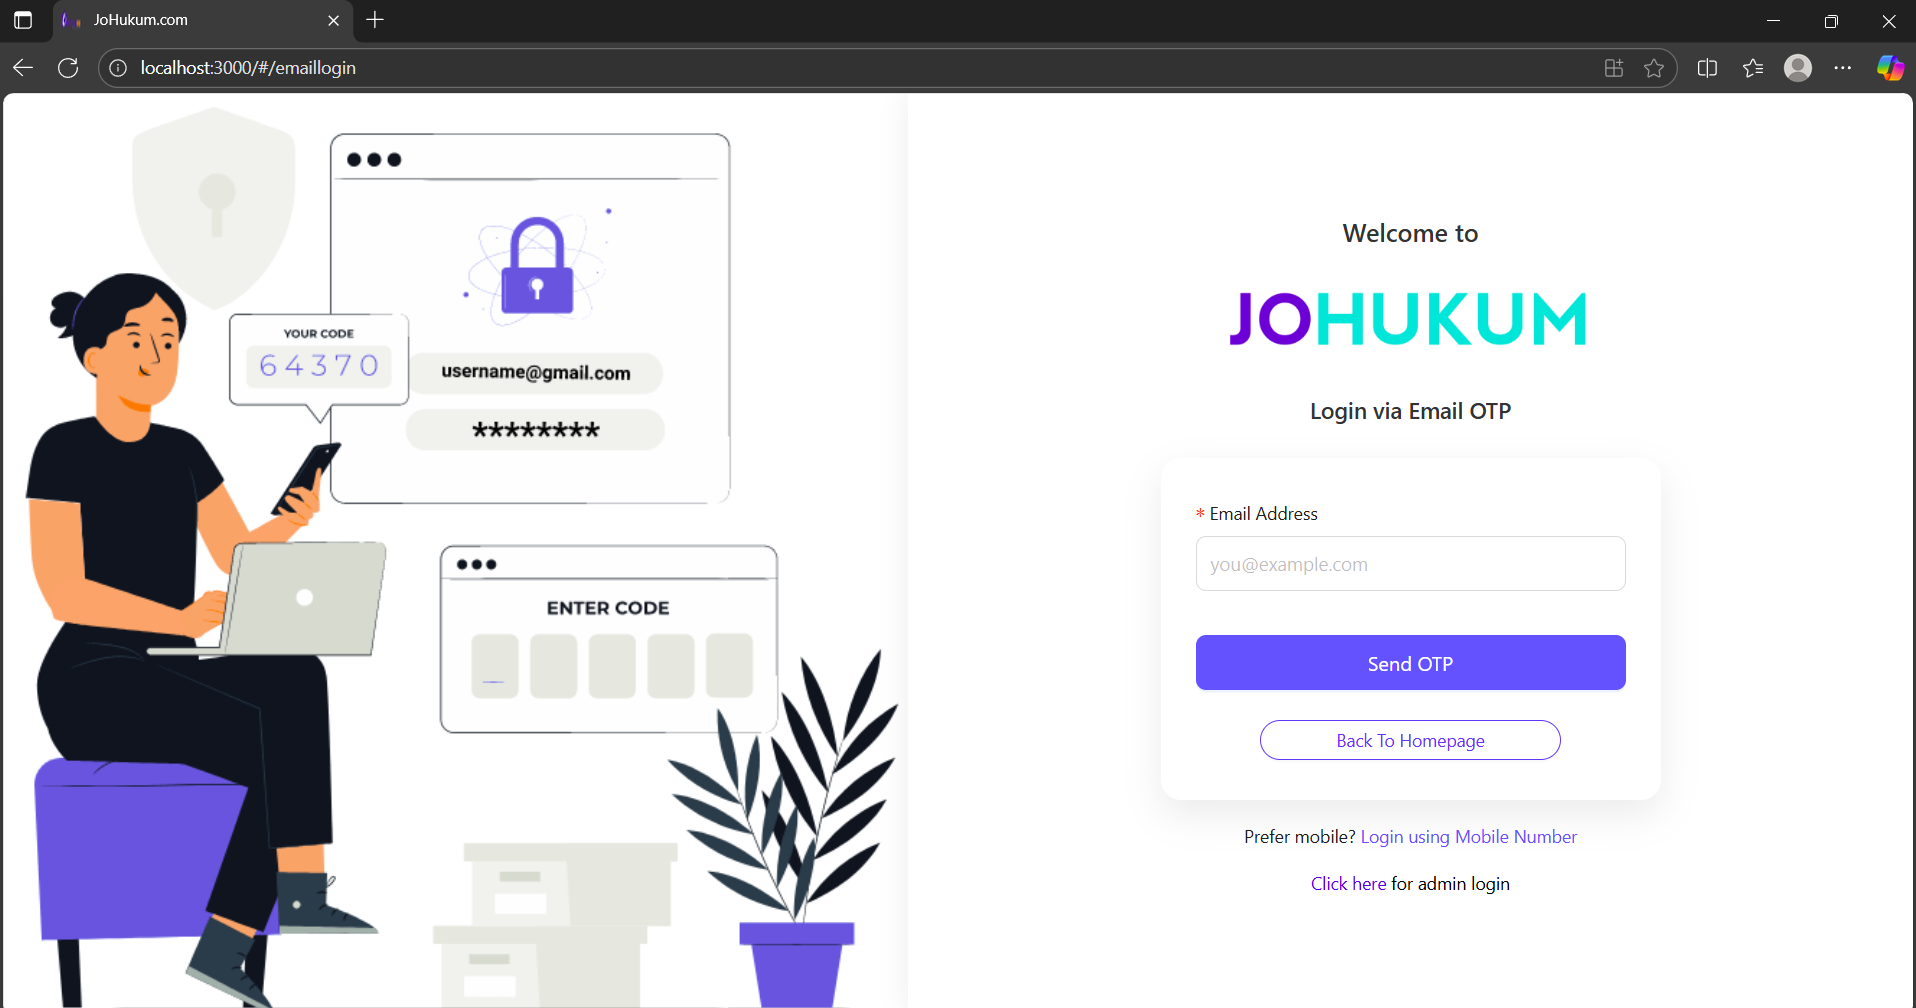 JoHukum.com
localhost:3000/#/emaillogin
YOUR CODE
64370
username@gmail.com
********
ENTER CODE
Welcome to
JOHUKUM
Login via Email OTP
* Email Address
you@example.com
Send OTP
Back To Homepage
Prefer mobile? Login using Mobile Number
Click here for admin login